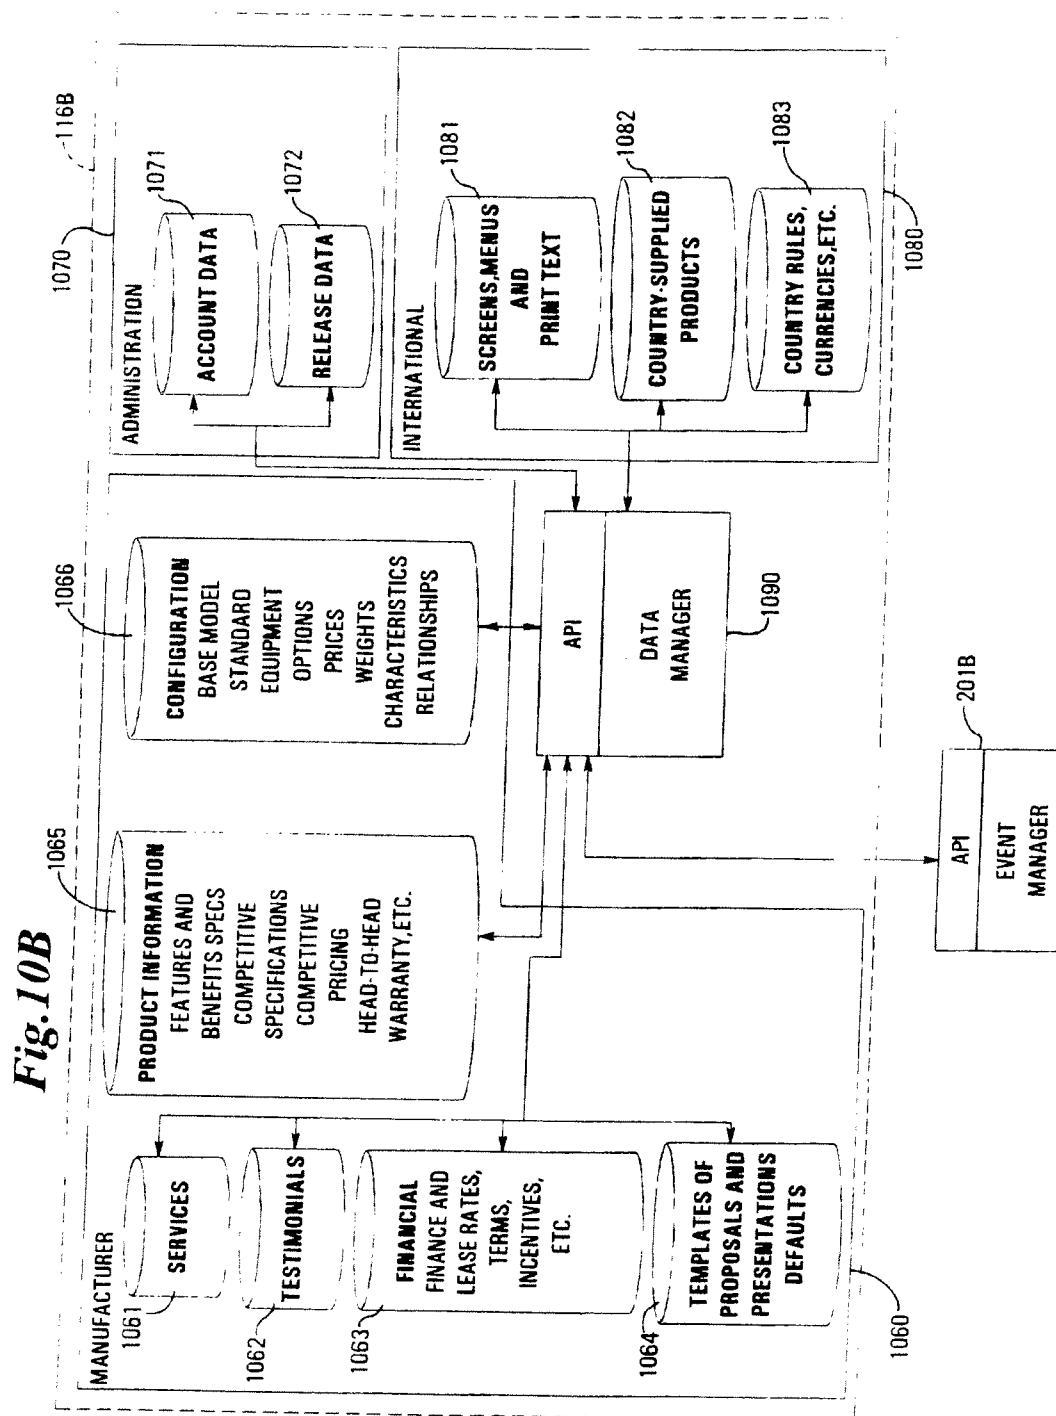 Fig.10B
116B
MANUFACTURER
1061
SERVICES
1062
TESTIMONIALS
1063
FINANCIAL
FINANCE AND
LEASE RATES,
TERMS,
INCENTIVES,
ETC.
1064
TEMPLATES OF
PROPOSALS AND
PRESENTATIONS
DEFAULTS
1060
1065
PRODUCT INFORMATION
FEATURES AND
BENEFITS SPECS
COMPETITIVE
SPECIFICATIONS
COMPETITIVE
PRICING
HEAD-TO-HEAD
WARRANTY,ETC.
1066
CONFIGURATION
BASE MODEL
STANDARD
EQUIPMENT
OPTIONS
PRICES
WEIGHTS
CHARACTERISTICS
RELATIONSHIPS
API
DATA
MANAGER
1090
201B
API
EVENT
MANAGER
1070
ADMINISTRATION
1071
ACCOUNT DATA
1072
RELEASE DATA
INTERNATIONAL
1081
SCREENS,MENUS
AND
PRINT TEXT
1082
COUNTRY-SUPPLIED
PRODUCTS
1083
COUNTRY RULES,
CURRENCIES,ETC.
1080